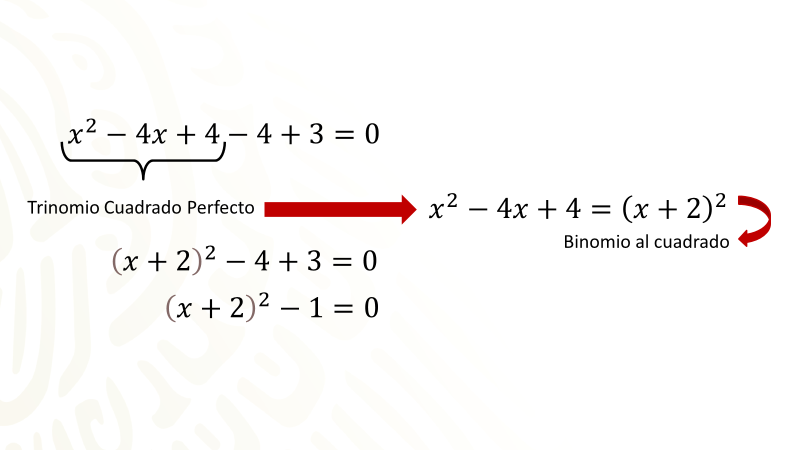 x² − 4x + 4 − 4 + 3 = 0
Trinomio Cuadrado Perfecto
x² − 4x + 4 = (x + 2)²
Binomio al cuadrado
(x + 2)² − 4 + 3 = 0
(x + 2)² − 1 = 0